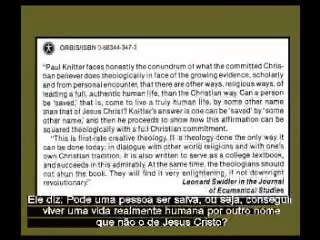 ORBIS/ISBN 0-88344-347-2
"Paul Knitter faces honestly the conundrum of what the committed Chris-
tian believer does theologically in face of the growing evidence, scholarly
and from personal encounter, that there are other ways, religious ways, of
leading a full, authentic human life, than the Christian way. Can a person
be 'saved,' that is, come to live a truly human life, by some other name
than that of Jesus Christ? Knitter's answer is one can be 'saved' by 'some
other name,' and then he proceeds to show how this affirmation can be
squared theologically with a full Christian commitment.
"This is first-rate creative theology. It is theology done the only way it
can be done today: in dialogue with other world religions and with one's
own Christian tradition. It is also written to serve as a college textbook,
and succeeds in this admirably. At the same time, the theologians should
not shun the book. They will find it very enlightening, if not downright
revolutionary."
Leonard Swidler in the Journal
of Ecumenical Studies
Ele diz: Pode uma pessoa ser salva, ou seja, conseguir
viver uma vida realmente humana por outro nome
que não o de Jesus Cristo?